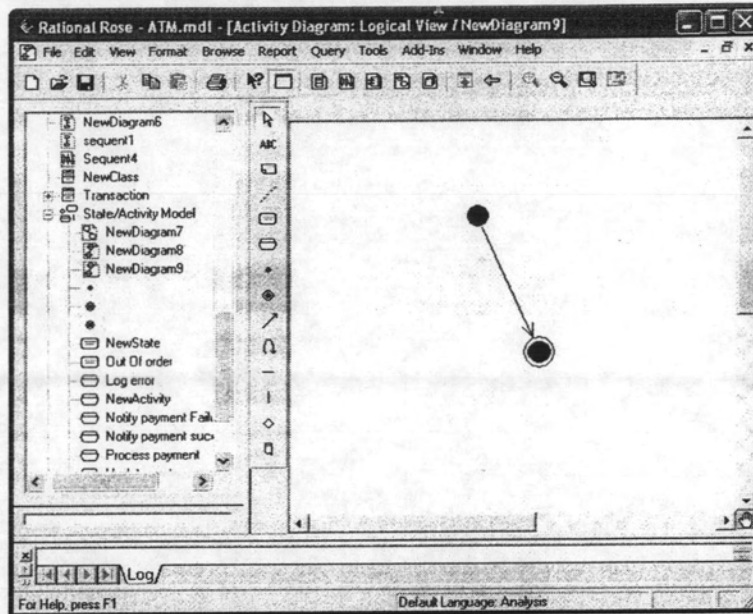 Rational Rose - ATM.mdl - [Activity Diagram: Logical View / NewDiagram9]
File Edit View Format Browse Report Query Tools Add-Ins Window Help
ABC
NewDiagram6
sequent1
Sequent4
NewClass
Transaction
State/Activity Model
NewDiagram7
NewDiagram8
NewDiagram9
NewState
Out Of order
Log error
NewActivity
Notify payment Fail
Notify payment suc
Process payment
Log
For Help, press F1
Default Language: Analysis